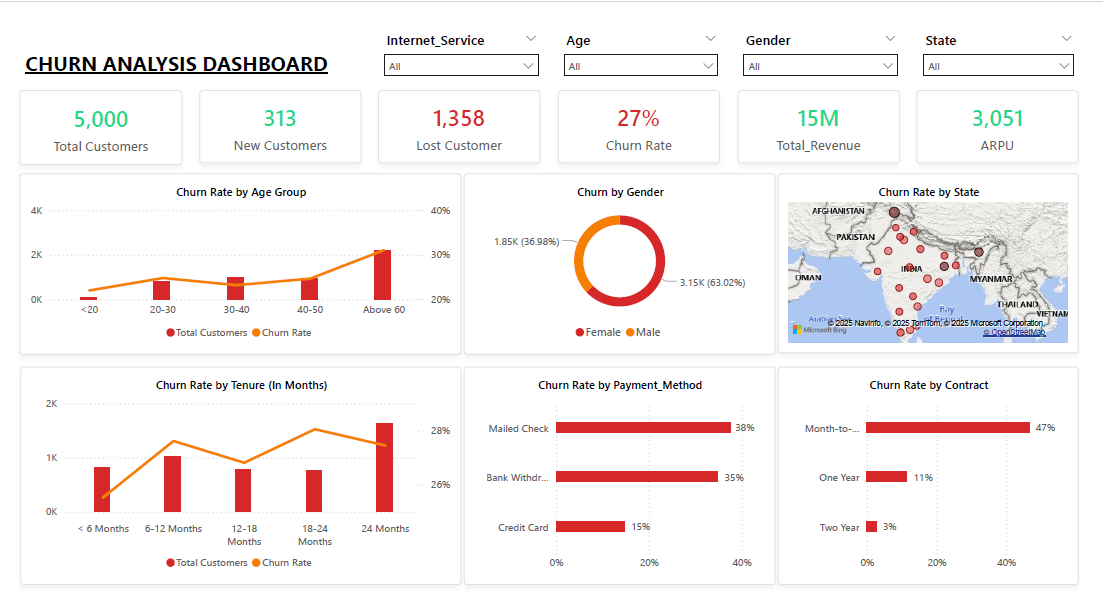 Internet_Service
Age
Gender
State
CHURN ANALYSIS DASHBOARD
All
All
All
All
5,000
Total Customers
313
New Customers
1,358
Lost Customer
27%
Churn Rate
15M
Total_Revenue
3,051
ARPU
Churn Rate by Age Group
4K
2K
0K
40%
30%
20%
<20
20-30
30-40
40-50
Above 60
Total Customers
Churn Rate
Churn by Gender
1.85K (36.98%)
3.15K (63.02%)
Female
Male
Churn Rate by State
AFGHANISTAN
PAKISTAN
OMAN
INDIA
MYANMAR
THAILAND
VIETNAM
Arabian Sea
Bay
of Bengal
© 2025 NavInfo, © 2025 TomTom, © 2025 Microsoft Corporation,
Microsoft Bing
© OpenStreetMap
Churn Rate by Tenure (In Months)
2K
1K
0K
28%
26%
< 6 Months
6-12 Months
12-18
Months
18-24
Months
24 Months
Total Customers
Churn Rate
Churn Rate by Payment_Method
Mailed Check
38%
Bank Withdr...
35%
Credit Card
15%
0%
20%
40%
Churn Rate by Contract
Month-to-...
47%
One Year
11%
Two Year
3%
0%
20%
40%